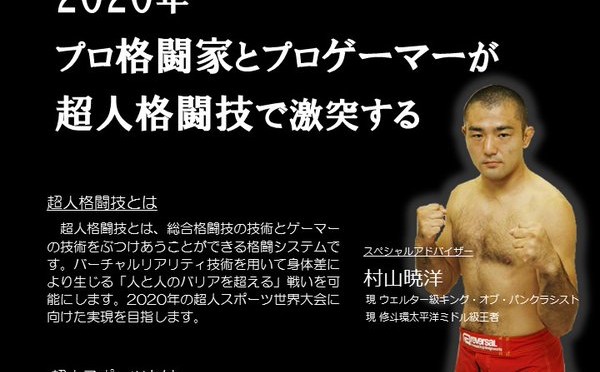 2020年
プロ格闘家とプロゲーマーが
超人格闘技で激突する
超人格闘技とは
超人格闘技とは、総合格闘技の技術とゲーマー
の技術をぶつけあうことができる格闘システムで
す。バーチャルリアリティ技術を用いて身体差に
より生じる「人と人のバリアを超える」戦いを可
能にします。2020年の超人スポーツ世界大会に
向けた実現を目指します。
スペシャルアドバイザー
村山暁洋
現 ウェルター級キング・オブ・パンクラシスト
現 修斗環太平洋ミドル級王者
reversal